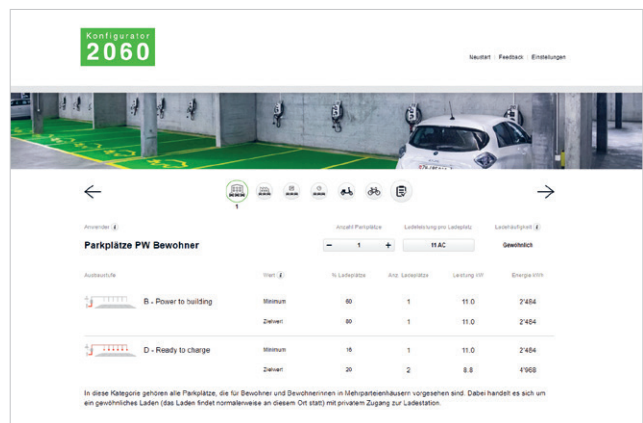 Konfigurator
2060
Neustart | Feedback | Einstellungen
1
Anwender i Anzahl Parkplätze Ladeleistung pro Ladeplatz Ladehäufigkeit i
Parkplätze PW Bewohner − 1 + 11 AC Gewöhnlich
Ausbaustufe Wert i % Ladeplätze Anz. Ladeplätze Leistung kW Energie kWh
B - Power to building Minimum 60 1 11.0 2'484
Zielwert 80 1 11.0 2'484
D - Ready to charge Minimum 1 11.0 2'484
Zielwert 20 2 8.8 4'968
In diese Kategorie gehören alle Parkplätze, die für Bewohner und Bewohnerinnen in Mehrparteienhäusern vorgesehen sind. Dabei handelt es sich um
ein gewöhnliches Laden (das Laden findet normalerweise an diesem Ort statt) mit privatem Zugang zur Ladestation.